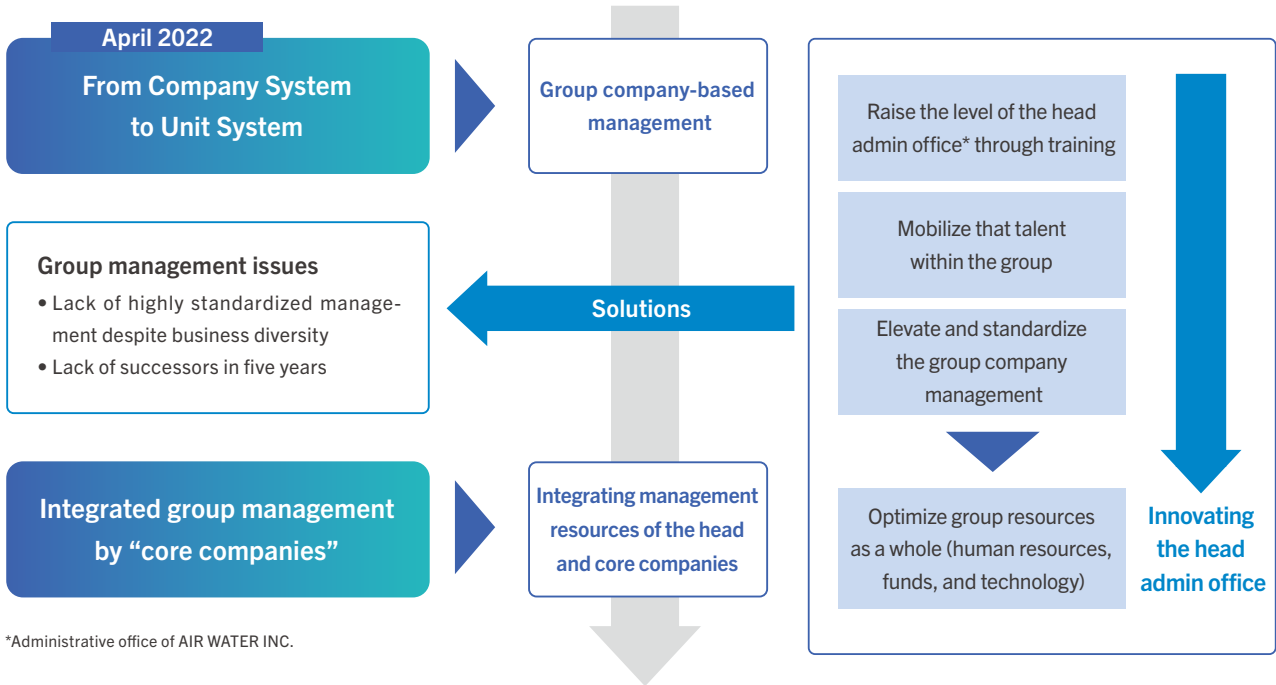 April 2022
From Company System
to Unit System
Group company-based
management
Group management issues
• Lack of highly standardized manage-
ment despite business diversity
• Lack of successors in five years
Solutions
Integrated group management
by “core companies”
Integrating management
resources of the head
and core companies
Raise the level of the head
admin office* through training
Mobilize that talent
within the group
Elevate and standardize
the group company
management
Optimize group resources
as a whole (human resources,
funds, and technology)
Innovating
the head
admin office
*Administrative office of AIR WATER INC.